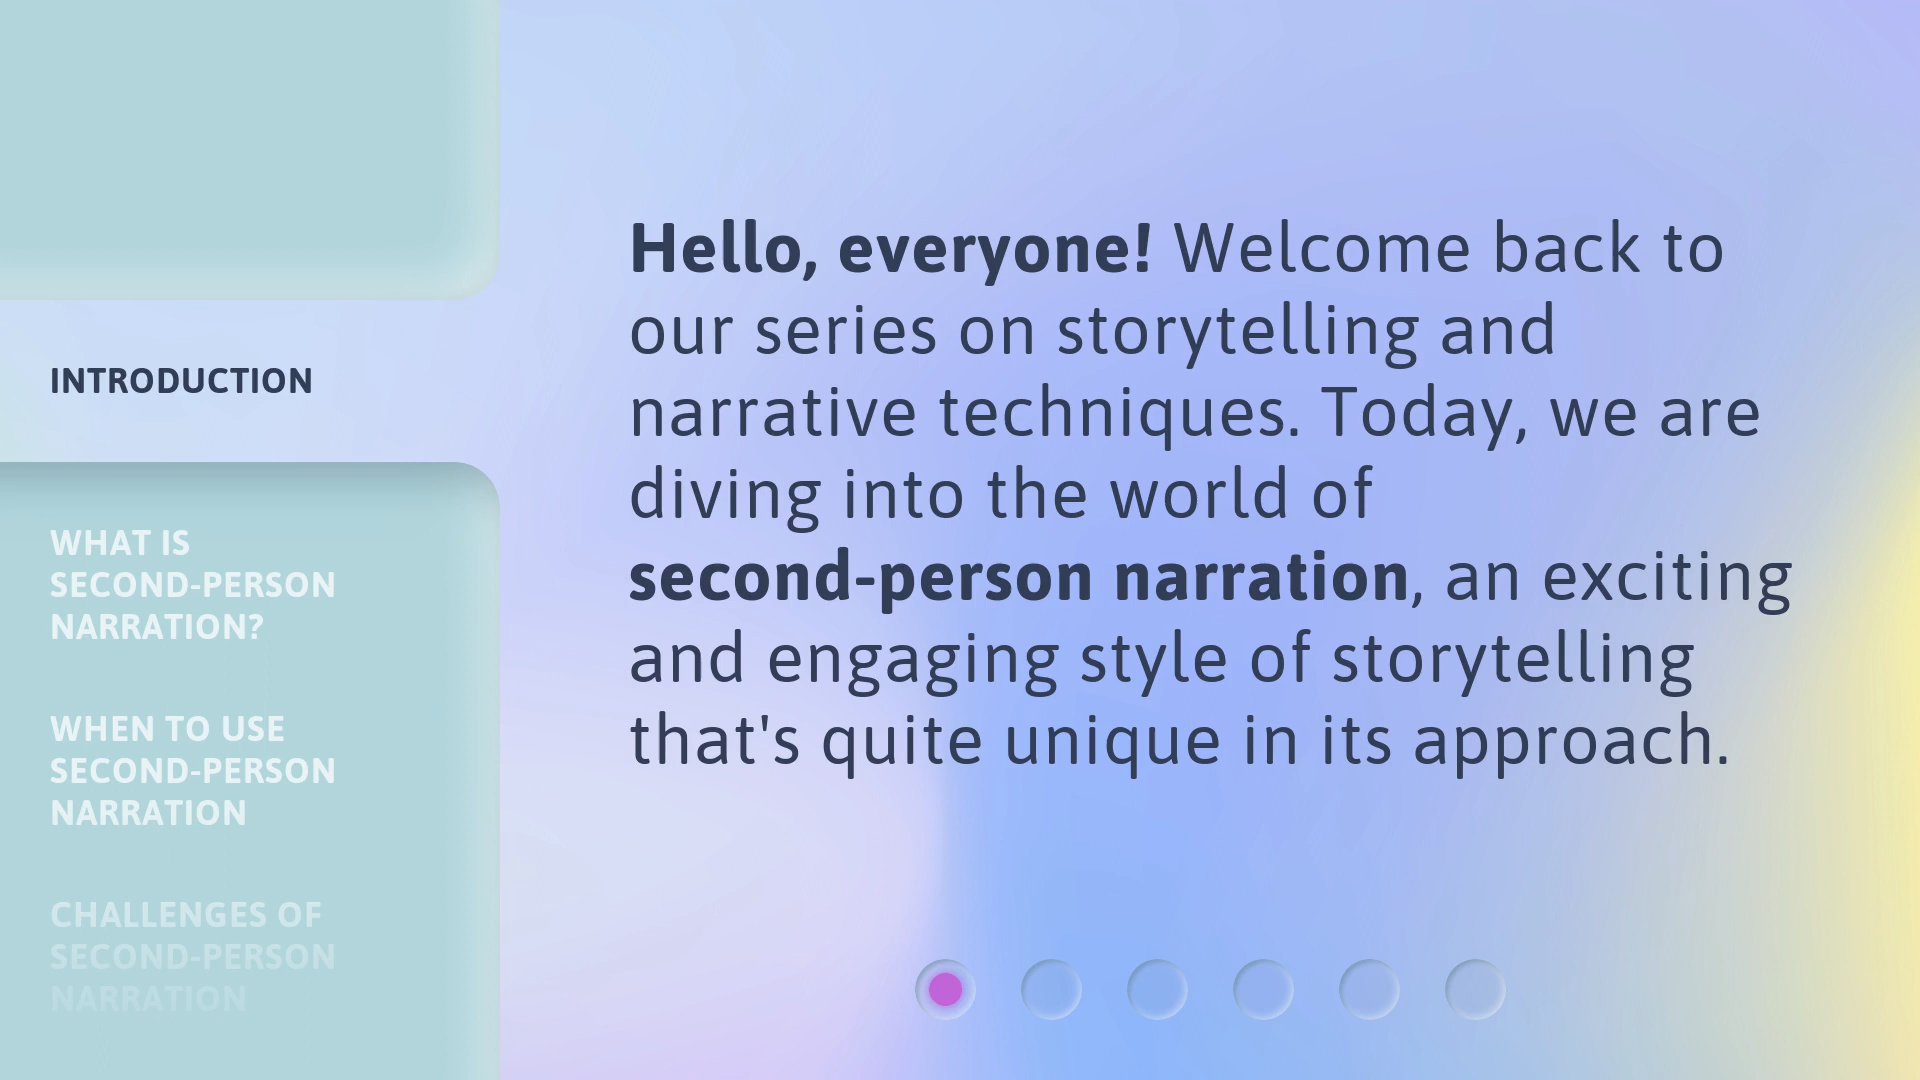 INTRODUCTION
WHAT IS
SECOND-PERSON
NARRATION?
WHEN TO USE
SECOND-PERSON
NARRATION
CHALLENGES OF
SECOND-PERSON
NARRATION
Hello, everyone! Welcome back to
our series on storytelling and
narrative techniques. Today, we are
diving into the world of
second-person narration, an exciting
and engaging style of storytelling
that's quite unique in its approach.